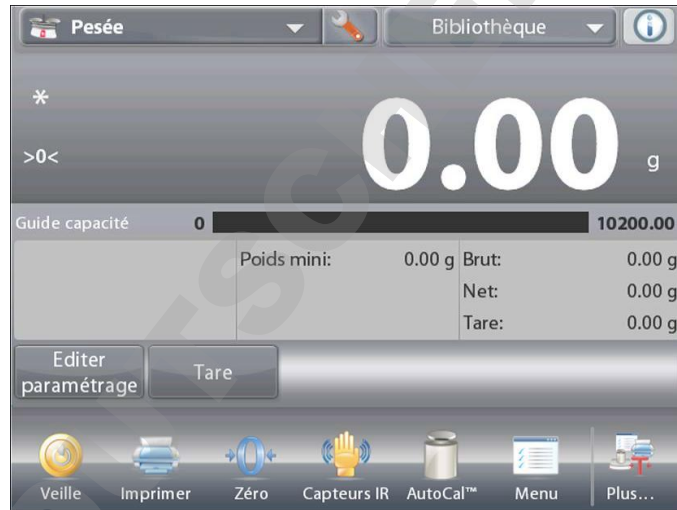 Pesée
Bibliothèque
*
>0<
0.00 g
Guide capacité 0 10200.00
Poids mini: 0.00 g Brut: 0.00 g
Net: 0.00 g
Tare: 0.00 g
Editer
paramétrage
Tare
Veille Imprimer Zéro Capteurs IR AutoCal™ Menu Plus...